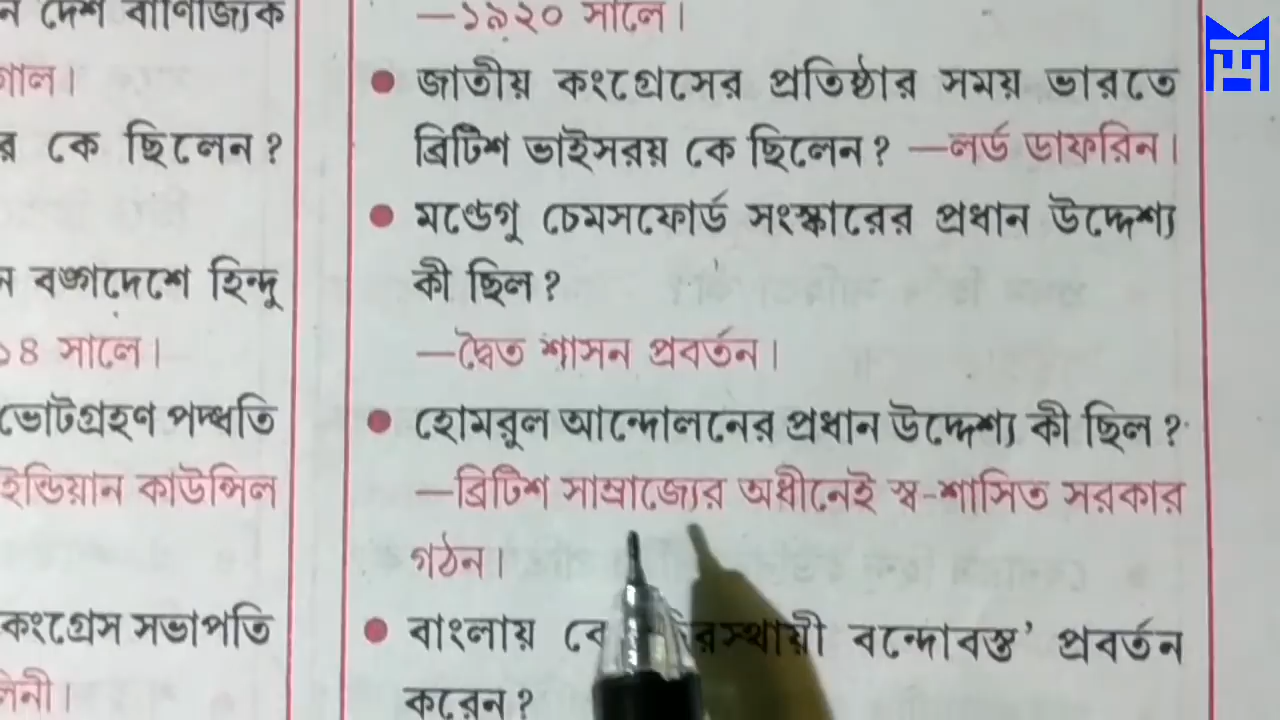 ন দেশ বাণিজ্যিক
গাল।
র কে ছিলেন?
ন বঙ্গদেশে হিন্দু
১৪ সালে।
ভোটগ্রহণ পদ্ধতি
ইন্ডিয়ান কাউন্সিল
কংগ্রেস সভাপতি
—১৯২০ সালে।
● জাতীয় কংগ্রেসের প্রতিষ্ঠার সময় ভারতে
ব্রিটিশ ভাইসরয় কে ছিলেন? —লর্ড ডাফরিন।
● মণ্ডেগু চেমসফোর্ড সংস্কারের প্রধান উদ্দেশ্য
কী ছিল?
—দ্বৈত শাসন প্রবর্তন।
● হোমরুল আন্দোলনের প্রধান উদ্দেশ্য কী ছিল?
—ব্রিটিশ সাম্রাজ্যের অধীনেই স্ব-শাসিত সরকার
গঠন।
● বাংলায় বন্দোবস্ত' প্রবর্তন
করেন?